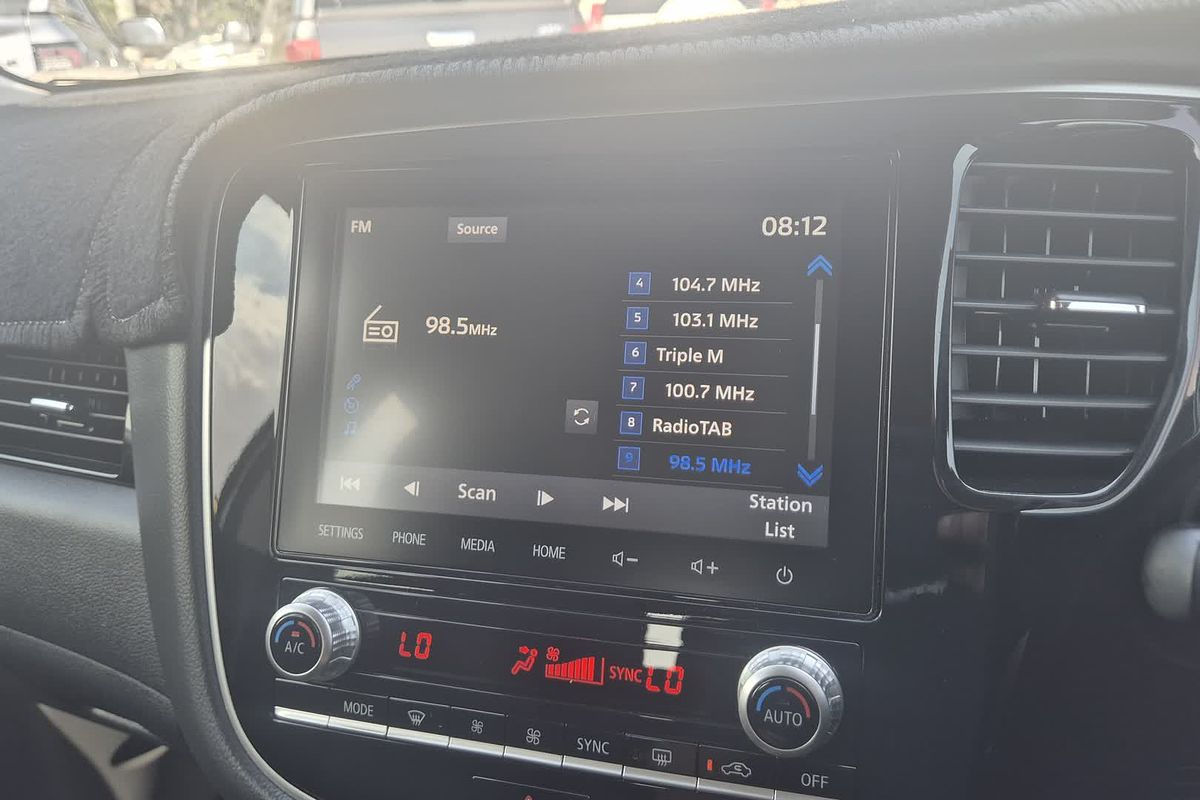 FM
Source
08:12
98.5MHz
4 104.7 MHz
5 103.1 MHz
6 Triple M
7 100.7 MHz
8 RadioTAB
9 98.5 MHz
Scan
Station
List
SETTINGS
PHONE
MEDIA
HOME
A/C
LO
SYNC
LO
AUTO
MODE
SYNC
OFF